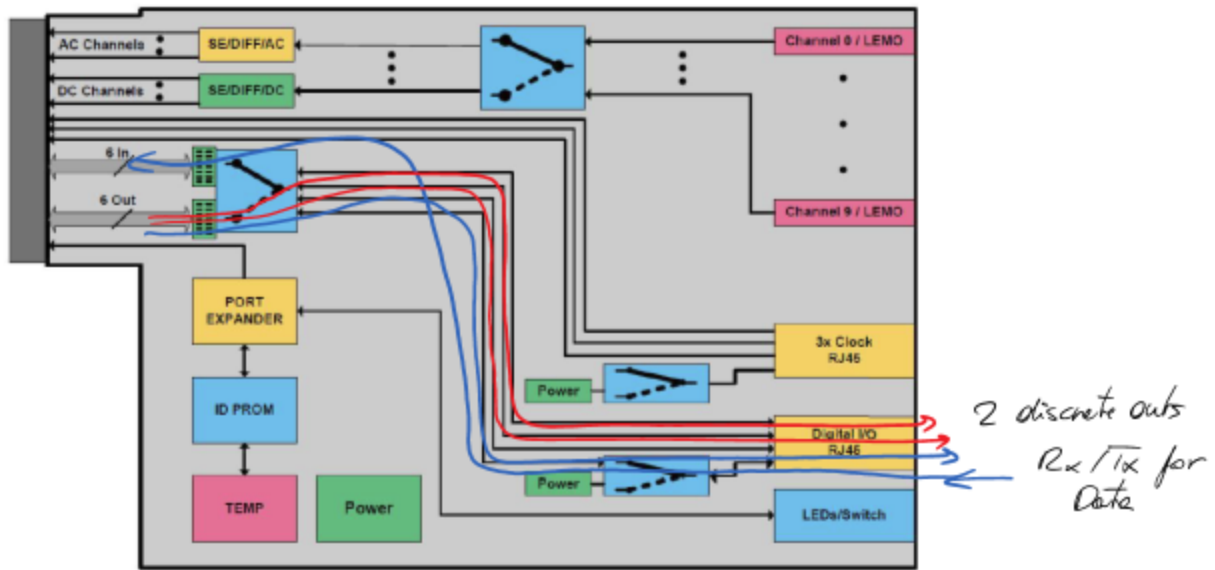 AC Channels
SE/DIFF/AC
Channel 0 / LEMO
DC Channels
SE/DIFF/DC
6 In
6 Out
Channel 9 / LEMO
PORT
EXPANDER
3x Clock
RJ45
Power
ID PROM
Digital I/O
RJ45
Power
TEMP
Power
LEDs/Switch
2 discrete outs
Rx/Tx for
Data